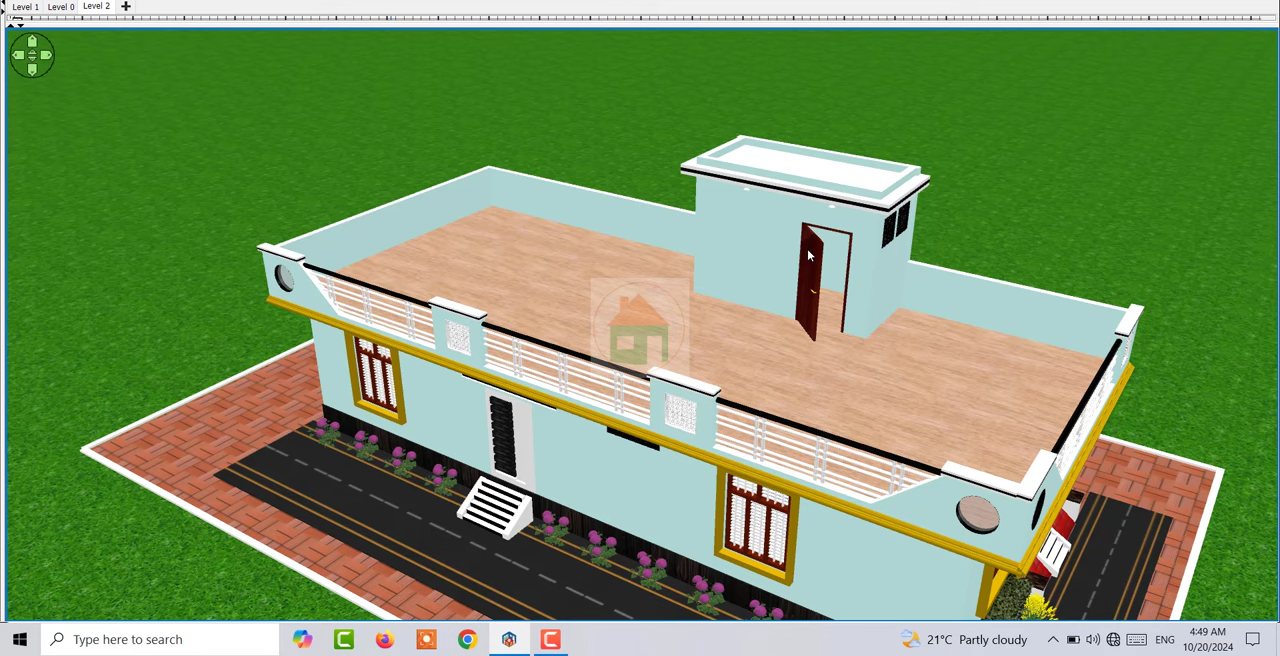 Level 1 Level 0 Level 2
Type here to search
21°C Partly cloudy
ENG
4:49 AM
10/20/2024